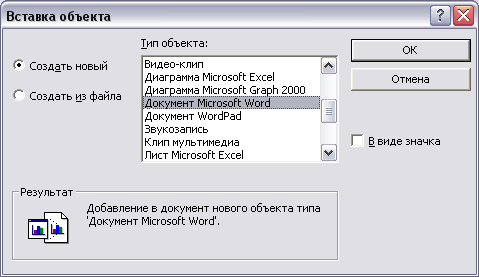 Вставка объекта
Тип объекта:
Создать новый
Создать из файла
Видео-клип
Диаграмма Microsoft Excel
Диаграмма Microsoft Graph 2000
Документ Microsoft Word
Документ WordPad
Звукозапись
Клип мультимедиа
Лист Microsoft Excel
OK
Отмена
В виде значка
Результат
Добавление в документ нового объекта типа
'Документ Microsoft Word'.